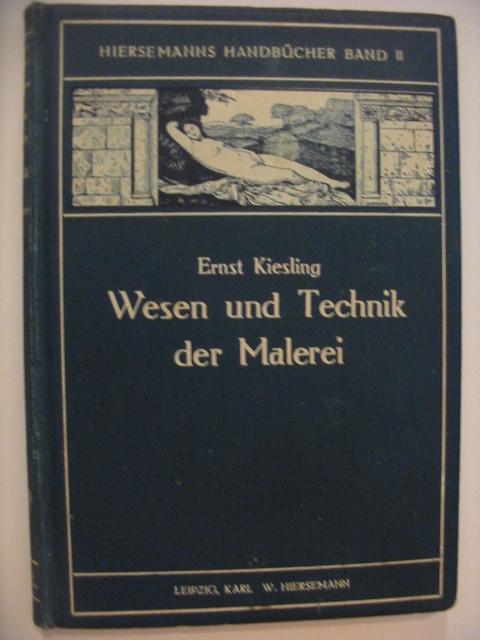 HIERSEMANNS HANDBÜCHER BAND II
Ernst Kiesling
Wesen und Technik
der Malerei
LEIPZIG, KARL W. HIERSEMANN